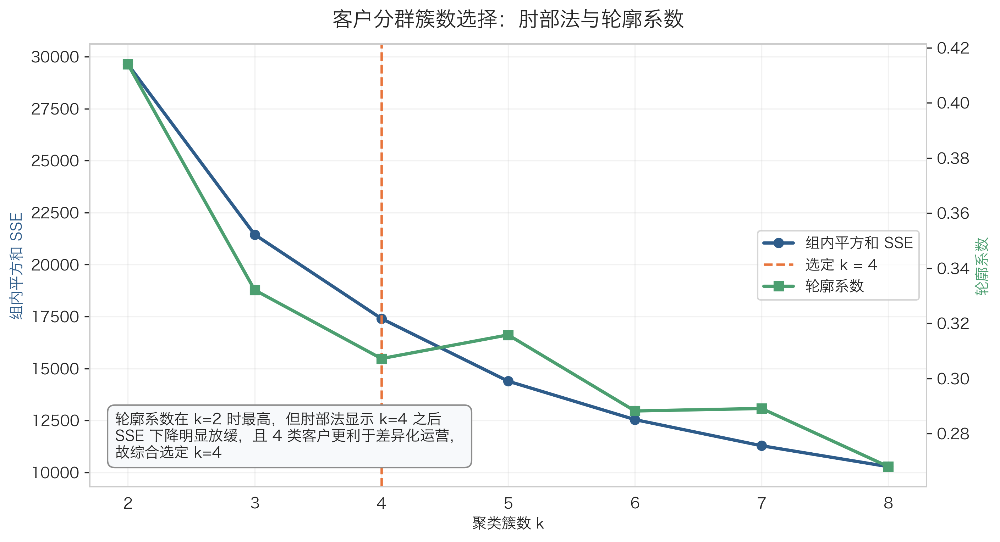 客户分群簇数选择：肘部法与轮廓系数
组内平方和 SSE
30000
27500
25000
22500
20000
17500
15000
12500
10000
0.42
0.40
0.38
0.36
0.34
0.32
0.30
0.28
轮廓系数
组内平方和 SSE
选定 k = 4
轮廓系数
轮廓系数在 k=2 时最高，但肘部法显示 k=4 之后
SSE 下降明显放缓，且 4 类客户更利于差异化运营，
故综合选定 k=4
2 3 4 5 6 7 8
聚类簇数 k